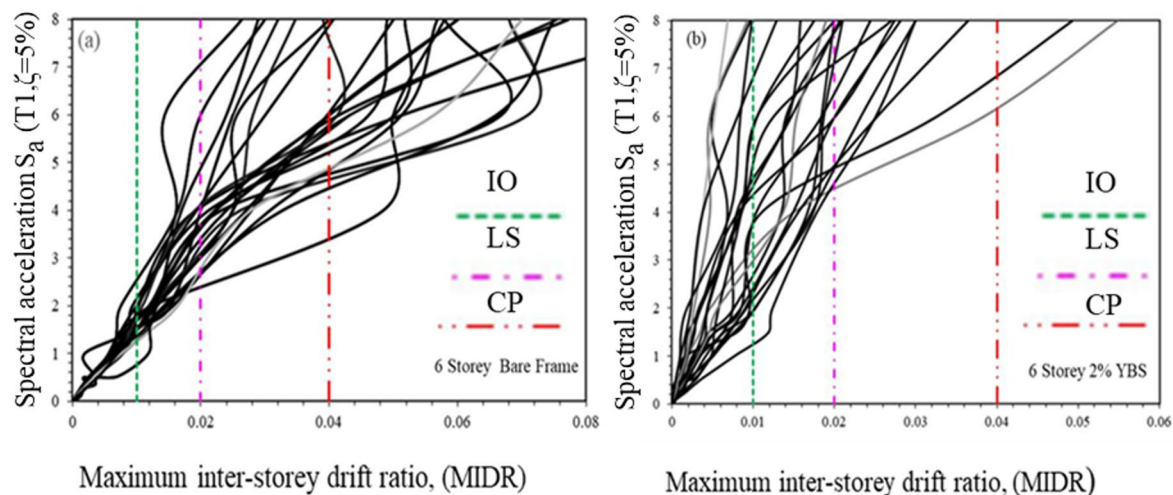 Spectral acceleration Sa (T1,ζ=5%)
8
7
6
5
4
3
2
1
0
(a)
IO
LS
CP
6 Storey Bare Frame
0
0.02
0.04
0.06
0.08
Maximum inter-storey drift ratio, (MIDR)
Spectral acceleration Sa (T1,ζ=5%)
8
7
6
5
4
3
2
1
0
(b)
IO
LS
CP
6 Storey 2% YBS
0
0.01
0.02
0.03
0.04
0.05
0.06
Maximum inter-storey drift ratio, (MIDR)